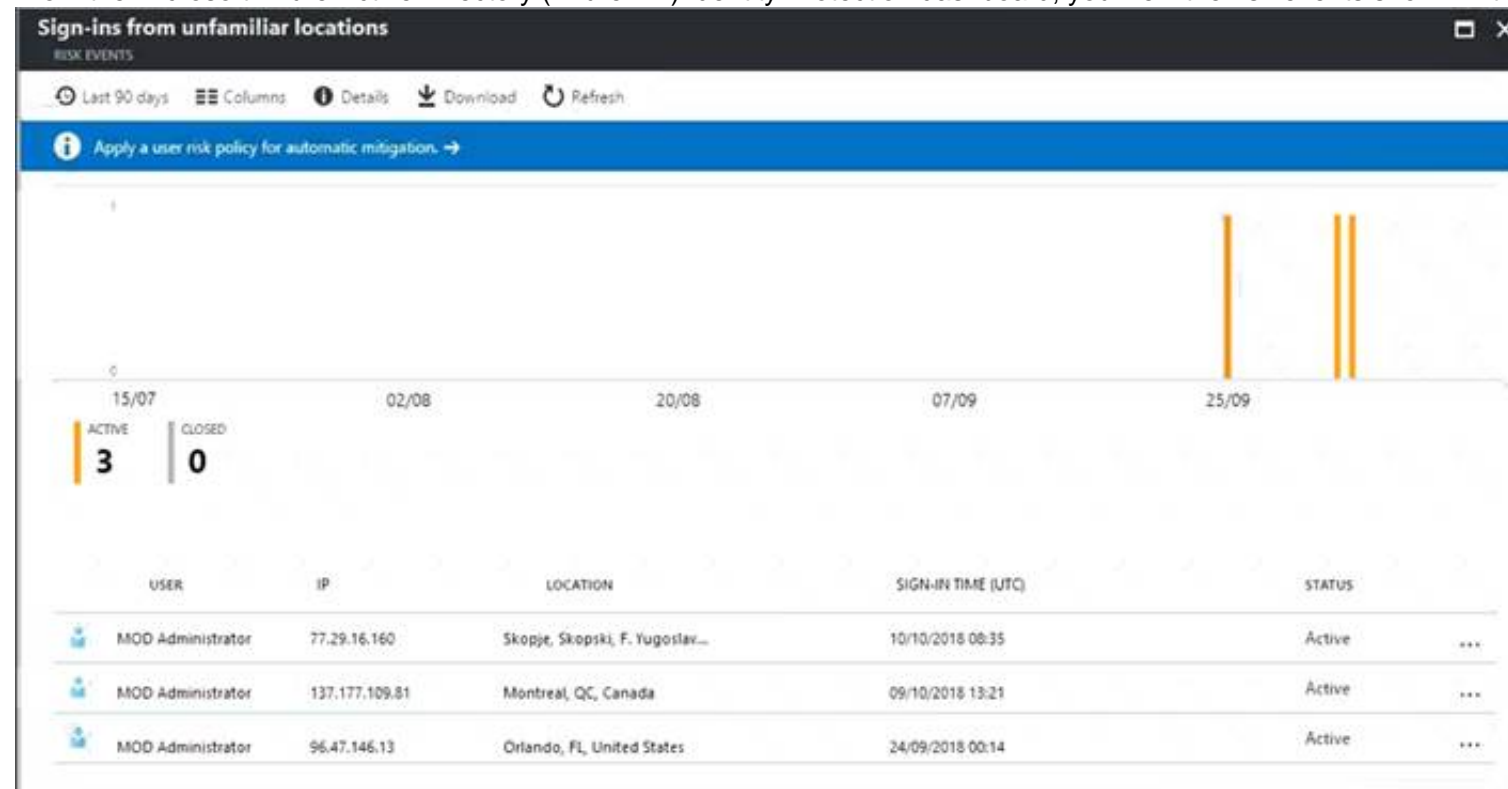 Sign-ins from unfamiliar locations
RISK EVENTS
Last 90 days Columns Details Download Refresh
Apply a user risk policy for automatic mitigation. →
1
0
15/07 02/08 20/08 07/09 25/09
ACTIVE CLOSED
3 0
USER IP LOCATION SIGN-IN TIME (UTC) STATUS
MOD Administrator 77.29.16.160 Skopje, Skopski, F. Yugoslav... 10/10/2018 08:35 Active ...
MOD Administrator 137.177.109.81 Montreal, QC, Canada 09/10/2018 13:21 Active ...
MOD Administrator 96.47.146.13 Orlando, FL, United States 24/09/2018 00:14 Active ...